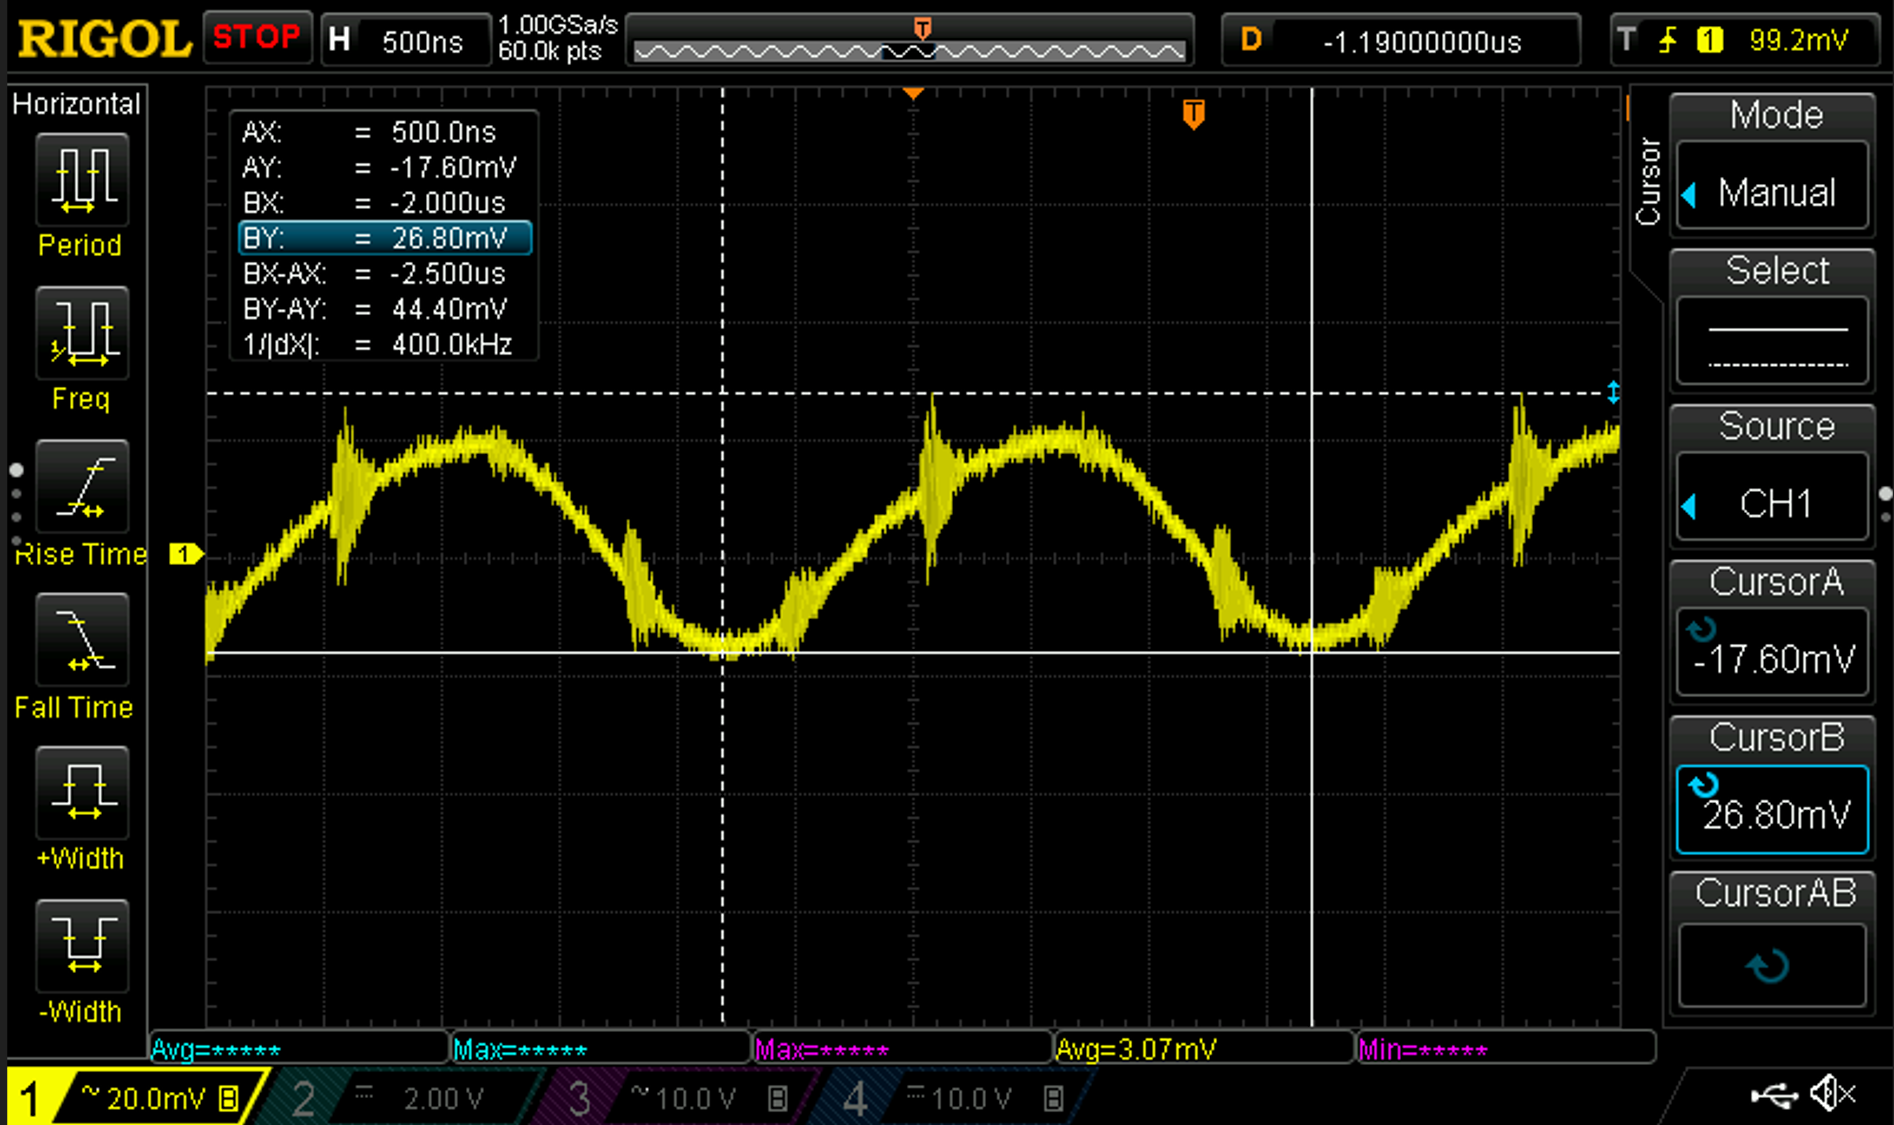 RIGOL STOP H 500ns 1.00GSa/s
60.0k pts
T
D -1.19000000us T 1 99.2mV
Horizontal
Period
1/
Freq
Rise Time
Fall Time
+Width
-Width
AX: = 500.0ns
AY: = -17.60mV
BX: = -2.000us
BY: = 26.80mV
BX-AX: = -2.500us
BY-AY: = 44.40mV
1/|dX|: = 400.0kHz
T
1
Cursor
Mode
Manual
Select
Source
CH1
CursorA
-17.60mV
CursorB
26.80mV
CursorAB
Avg=***** Max=***** Max=***** Avg=3.07mV Min=*****
1 ~ 20.0mV B 2 2.00 V 3 ~ 10.0 V B 4 10.0 V B